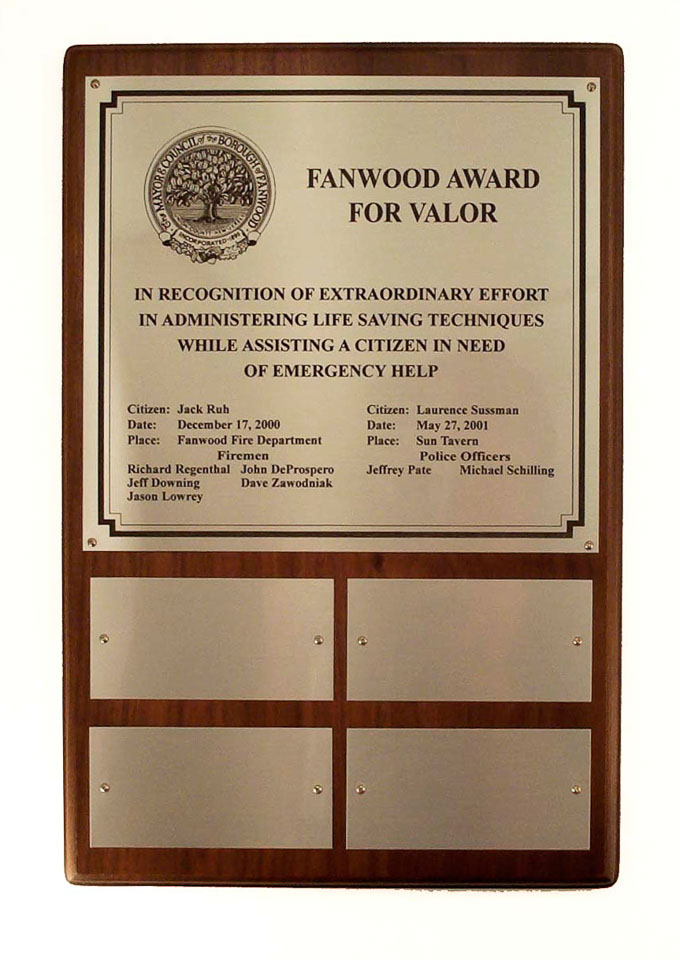 the MAYOR & COUNCIL of the BOROUGH of FANWOOD
INCORPORATED 1895
FANWOOD AWARD
FOR VALOR
IN RECOGNITION OF EXTRAORDINARY EFFORT
IN ADMINISTERING LIFE SAVING TECHNIQUES
WHILE ASSISTING A CITIZEN IN NEED
OF EMERGENCY HELP
Citizen: Jack Ruh
Date: December 17, 2000
Place: Fanwood Fire Department
Firemen
Richard Regenthal John DeProspero
Jeff Downing Dave Zawodniak
Jason Lowrey
Citizen: Laurence Sussman
Date: May 27, 2001
Place: Sun Tavern
Police Officers
Jeffrey Pate Michael Schilling